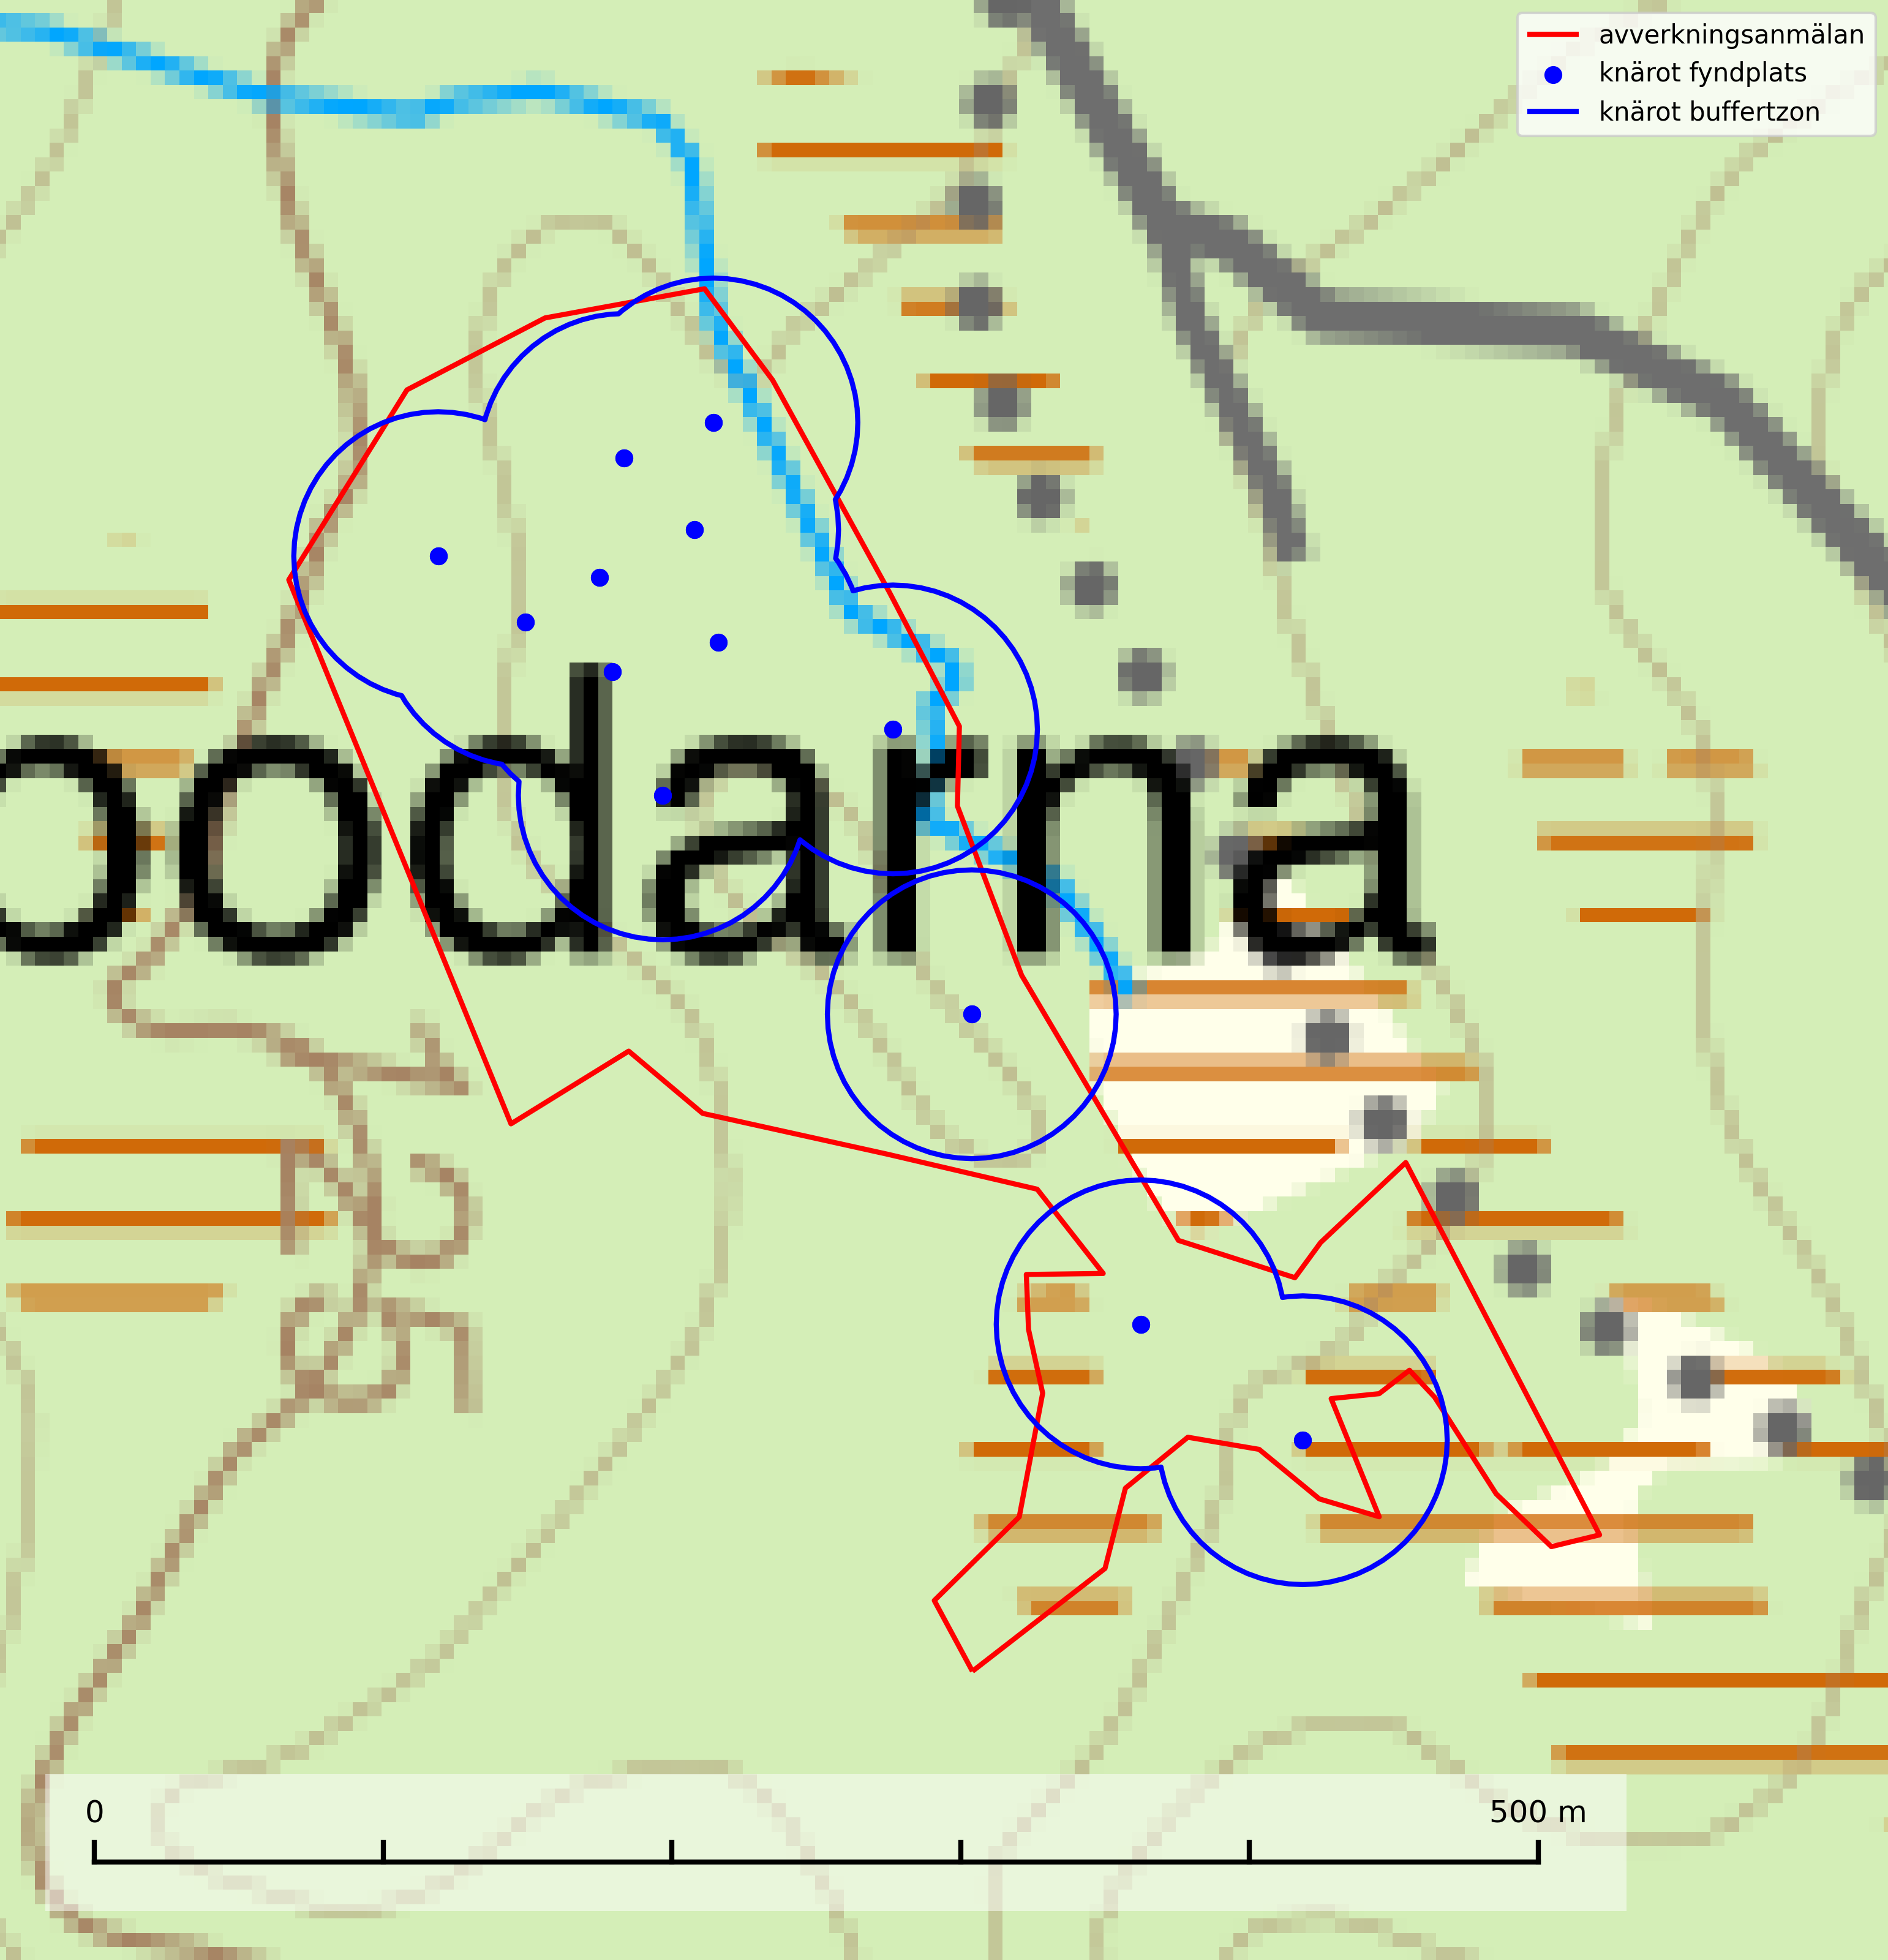 avverkningsanmälan
knärot fyndplats
knärot buffertzon
odarna
0 500 m